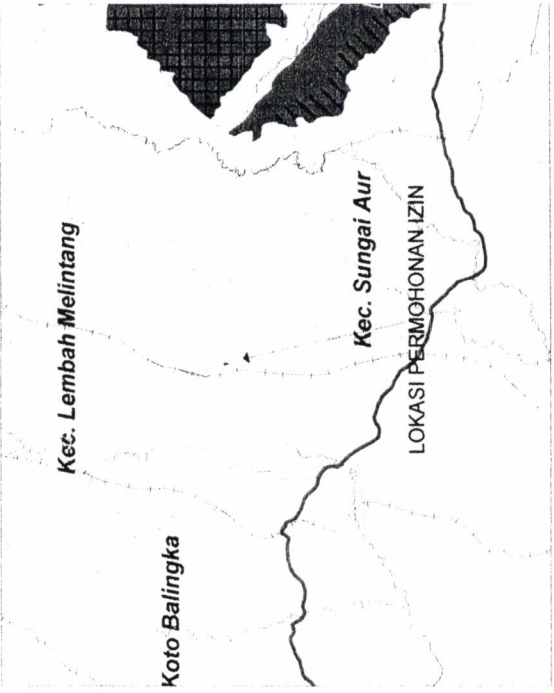 Kec. Lembah Melintang
Koto Balingka
Kec. Sungai Aur
LOKASI PERMOHONAN IZIN